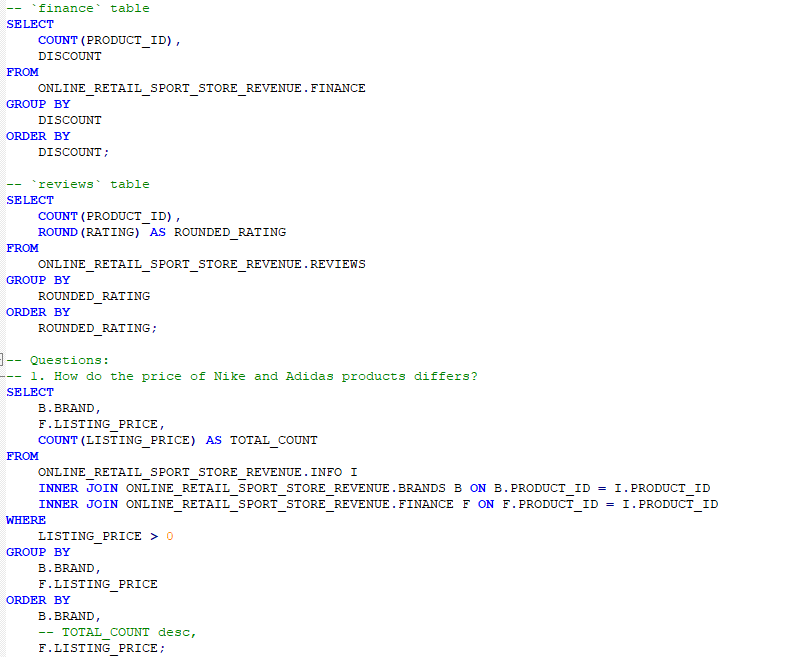 -- `finance` table
SELECT
    COUNT(PRODUCT_ID),
    DISCOUNT
FROM
    ONLINE_RETAIL_SPORT_STORE_REVENUE.FINANCE
GROUP BY
    DISCOUNT
ORDER BY
    DISCOUNT;

-- `reviews` table
SELECT
    COUNT(PRODUCT_ID),
    ROUND(RATING) AS ROUNDED_RATING
FROM
    ONLINE_RETAIL_SPORT_STORE_REVENUE.REVIEWS
GROUP BY
    ROUNDED_RATING
ORDER BY
    ROUNDED_RATING;

-- Questions:
--- 1. How do the price of Nike and Adidas products differs?
SELECT
    B.BRAND,
    F.LISTING_PRICE,
    COUNT(LISTING_PRICE) AS TOTAL_COUNT
FROM
    ONLINE_RETAIL_SPORT_STORE_REVENUE.INFO I
    INNER JOIN ONLINE_RETAIL_SPORT_STORE_REVENUE.BRANDS B ON B.PRODUCT_ID = I.PRODUCT_ID
    INNER JOIN ONLINE_RETAIL_SPORT_STORE_REVENUE.FINANCE F ON F.PRODUCT_ID = I.PRODUCT_ID
WHERE
    LISTING_PRICE > 0
GROUP BY
    B.BRAND,
    F.LISTING_PRICE
ORDER BY
    B.BRAND,
    -- TOTAL_COUNT desc,
    F.LISTING_PRICE;